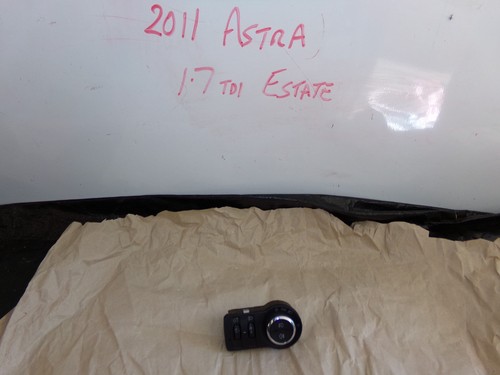 2011 ASTRA
1.7 TDI ESTATE